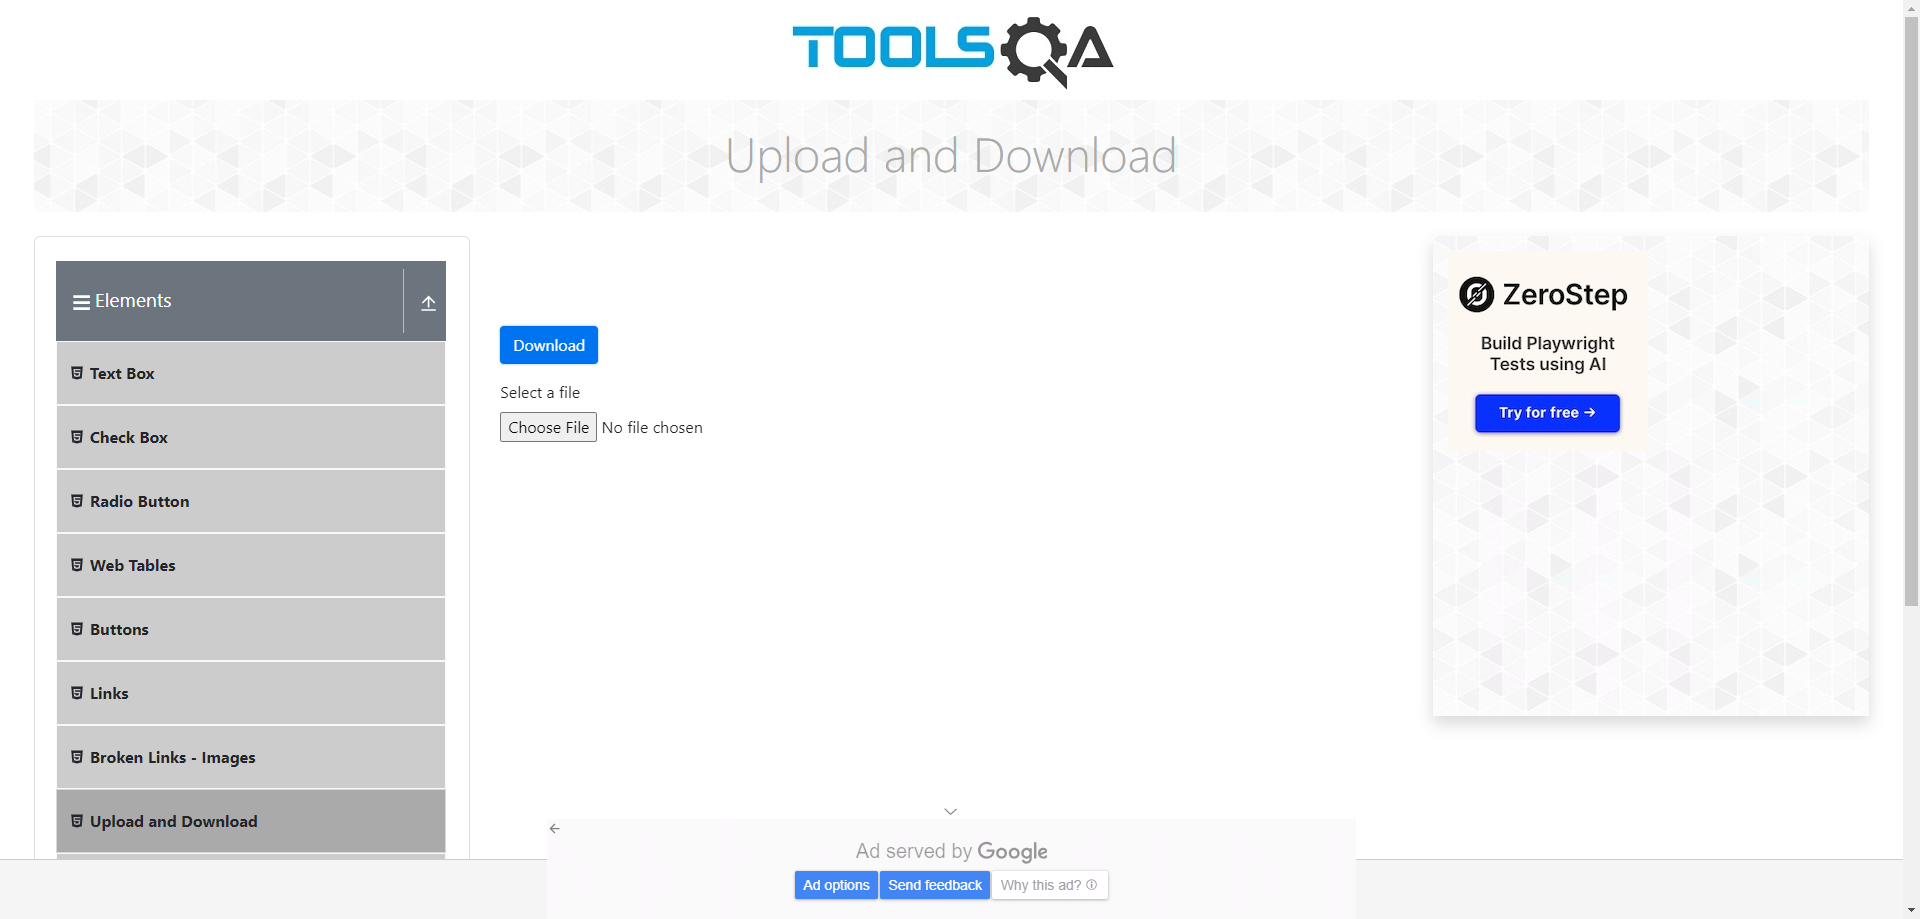 TOOLSQA
Upload and Download
Elements
Text Box
Check Box
Radio Button
Web Tables
Buttons
Links
Broken Links - Images
Upload and Download
Download
Select a file
Choose File No file chosen
ZeroStep
Build Playwright
Tests using AI
Try for free →
Ad served by Google
Ad options
Send feedback
Why this ad?